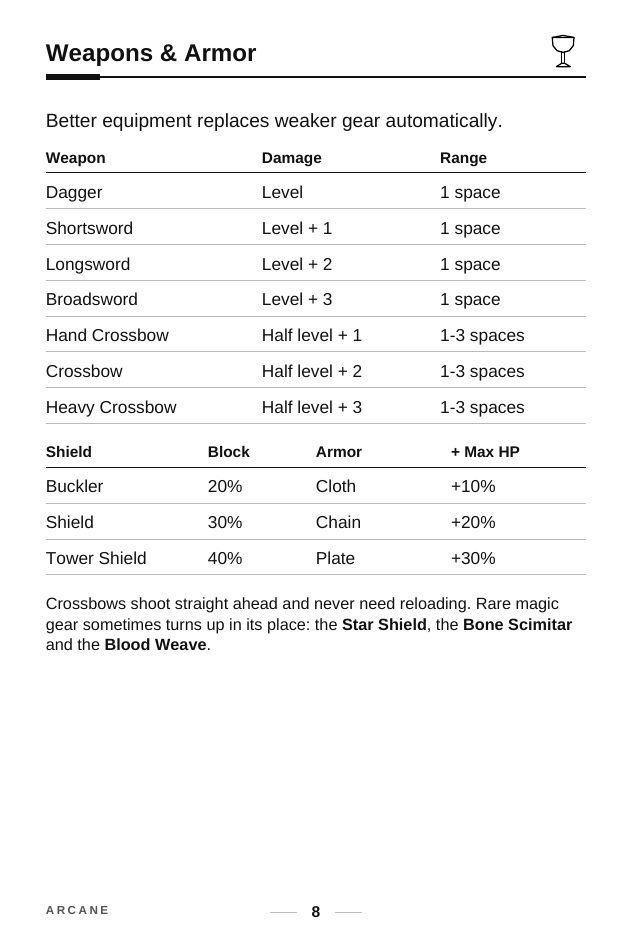 Weapons & Armor
Better equipment replaces weaker gear automatically.
Weapon Damage Range
Dagger Level 1 space
Shortsword Level + 1 1 space
Longsword Level + 2 1 space
Broadsword Level + 3 1 space
Hand Crossbow Half level + 1 1-3 spaces
Crossbow Half level + 2 1-3 spaces
Heavy Crossbow Half level + 3 1-3 spaces
Shield Block Armor + Max HP
Buckler 20% Cloth +10%
Shield 30% Chain +20%
Tower Shield 40% Plate +30%
Crossbows shoot straight ahead and never need reloading. Rare magic
gear sometimes turns up in its place: the Star Shield, the Bone Scimitar
and the Blood Weave.
ARCANE 8